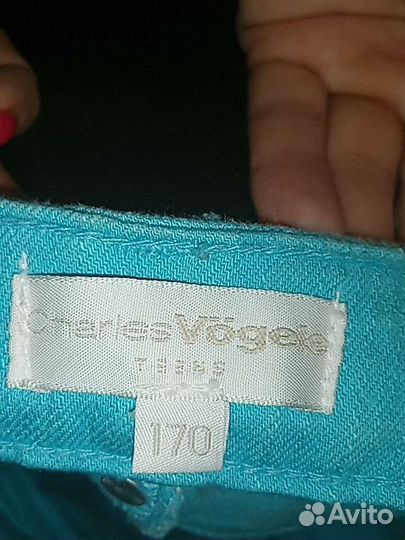 Charles Vögele
TEENS
170
Avito